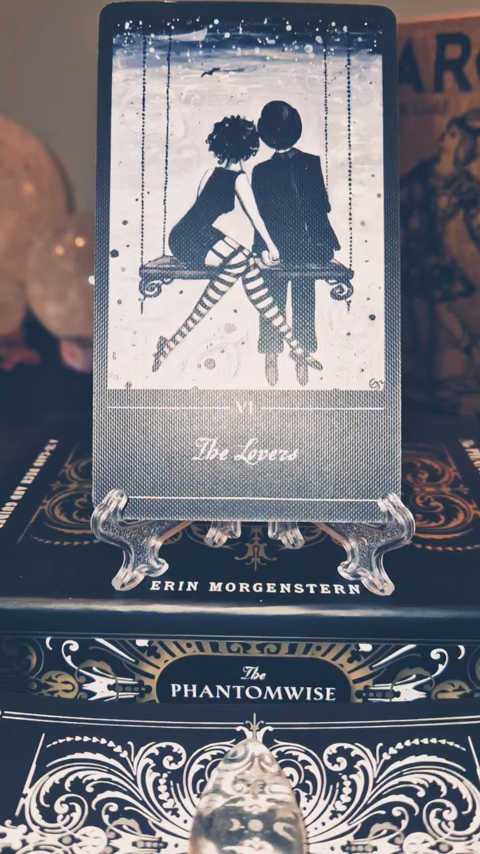 VI
The Lovers
ERIN MORGENSTERN
The
PHANTOMWISE